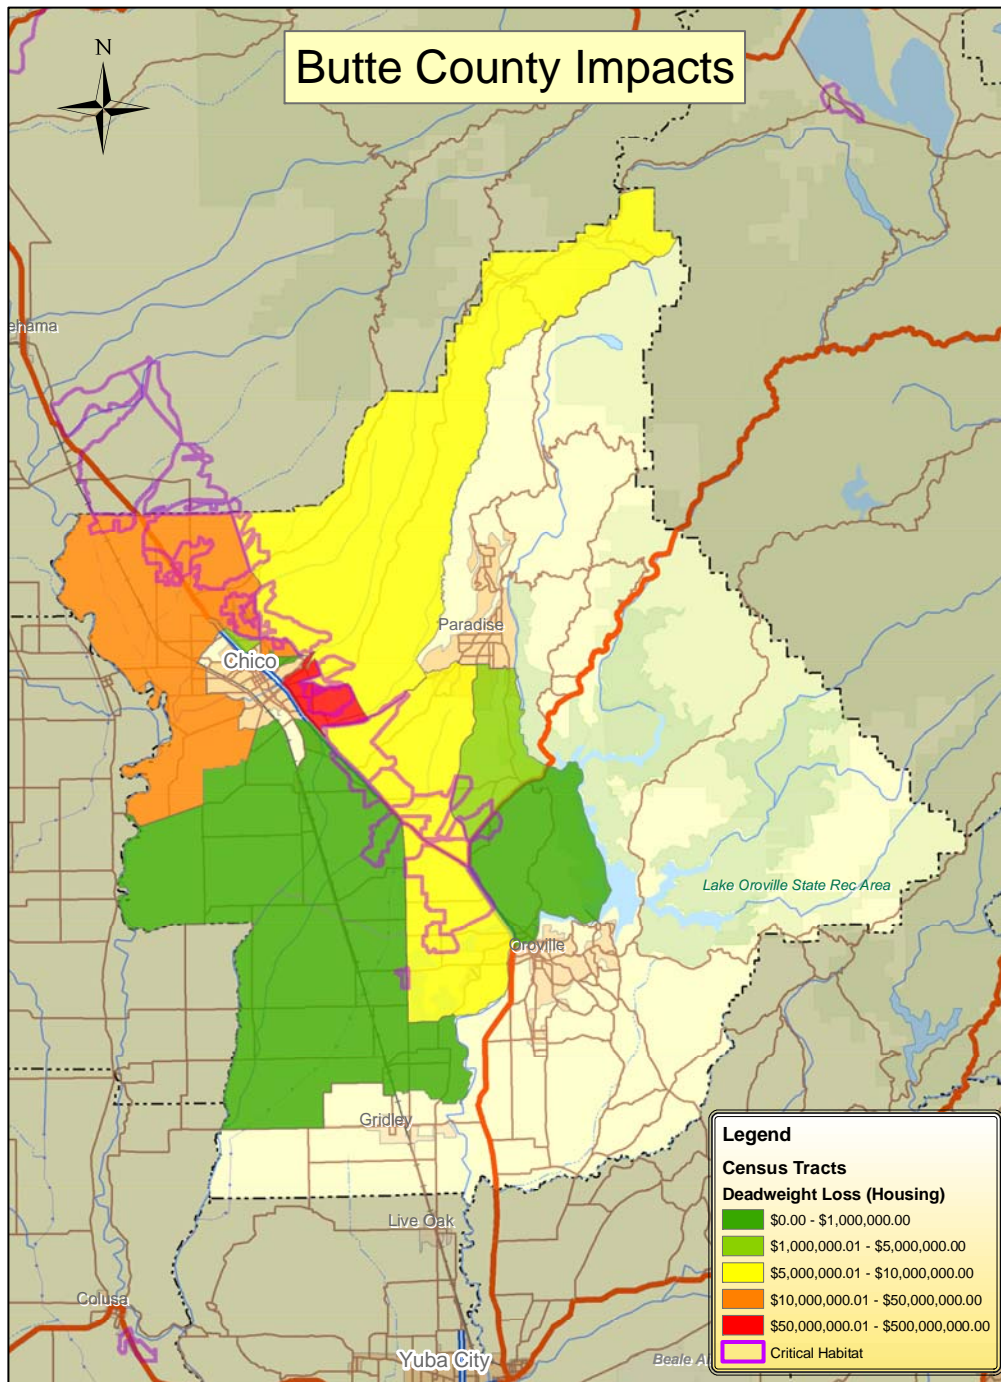 N
Butte County Impacts
ehama
Paradise
Chico
Lake Oroville State Rec Area
Oroville
Gridley
Live Oak
Colusa
Yuba City
Beale A
Legend
Census Tracts
Deadweight Loss (Housing)
$0.00 - $1,000,000.00
$1,000,000.01 - $5,000,000.00
$5,000,000.01 - $10,000,000.00
$10,000,000.01 - $50,000,000.00
$50,000,000.01 - $500,000,000.00
Critical Habitat